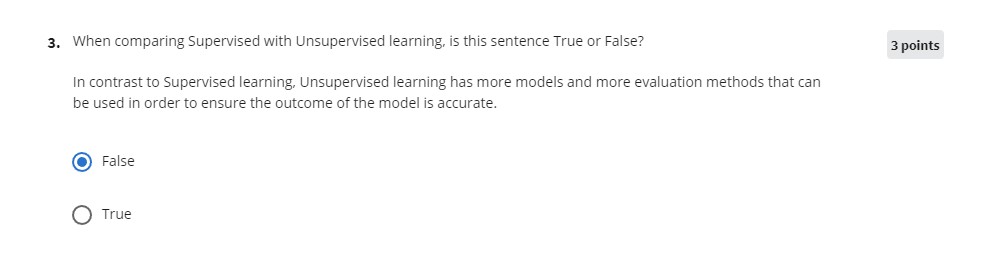 3. When comparing Supervised with Unsupervised learning, is this sentence True or False?
3 points
In contrast to Supervised learning, Unsupervised learning has more models and more evaluation methods that can
be used in order to ensure the outcome of the model is accurate.
False
True